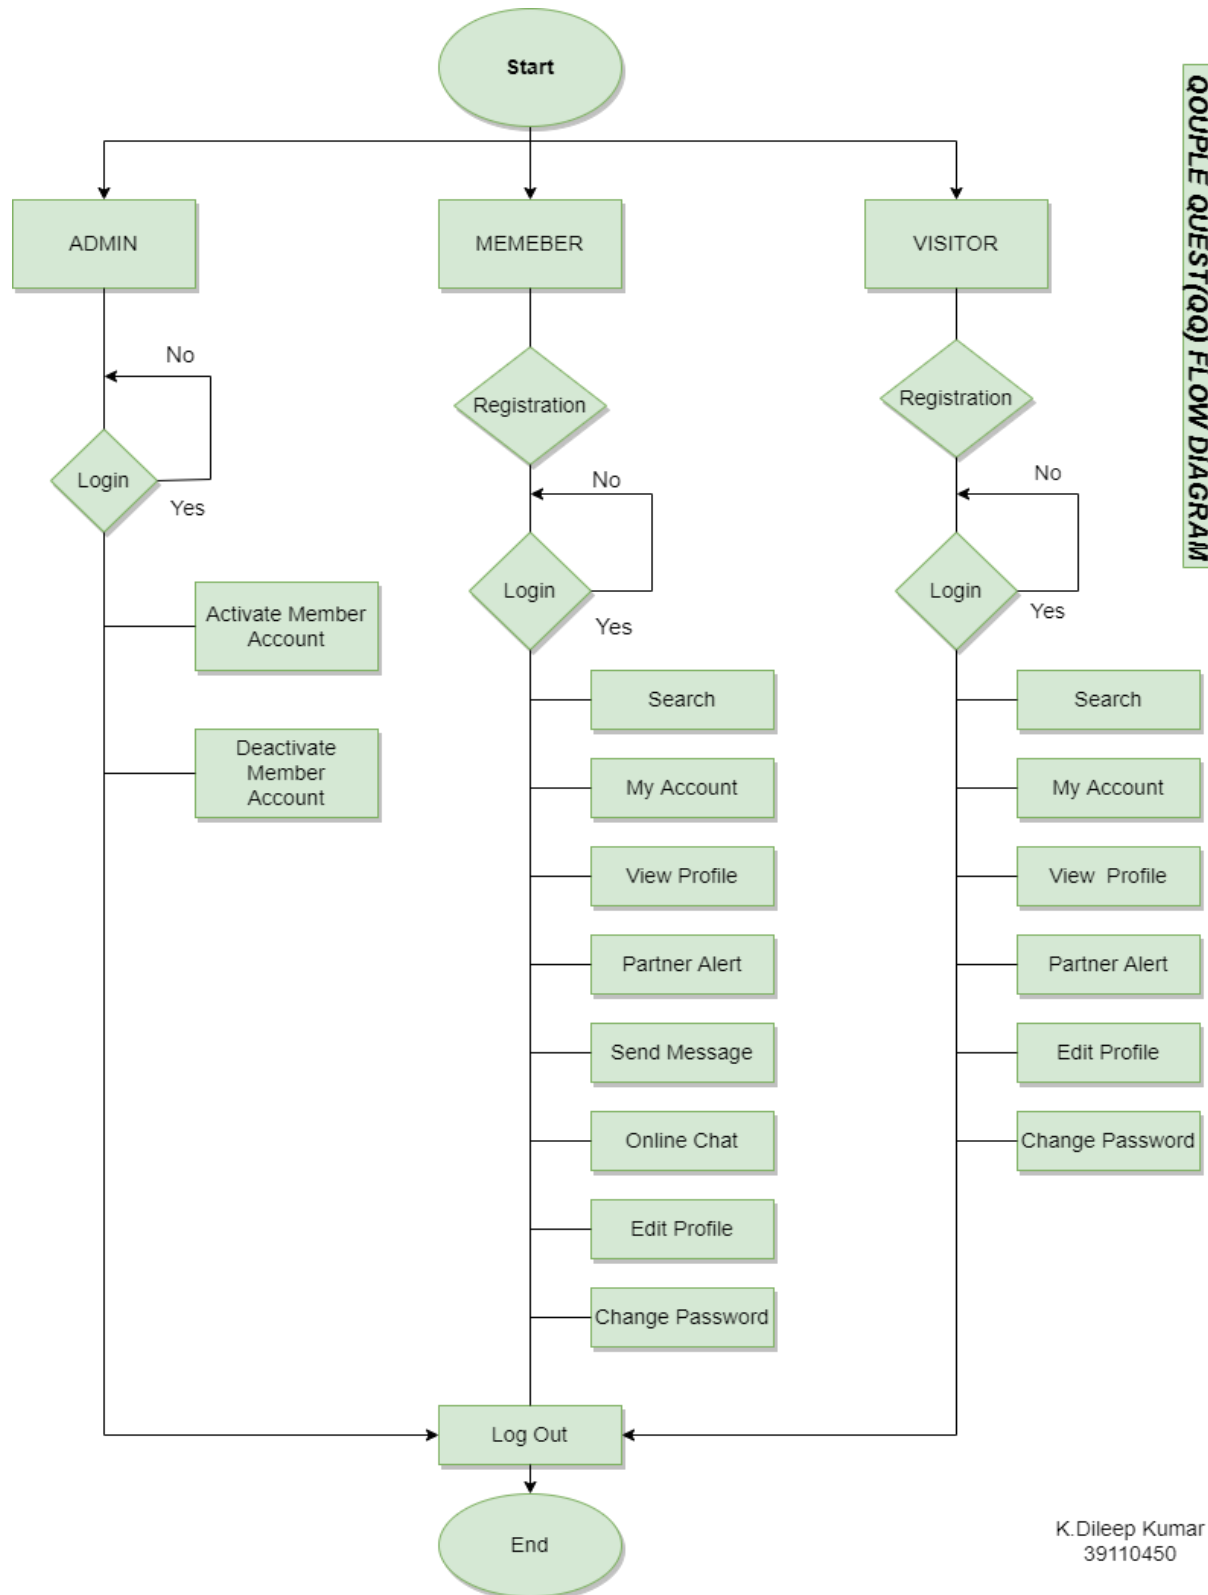 Start
QOUPLE QUEST(QQ) FLOW DIAGRAM
ADMIN
MEMEBER
VISITOR
No
Registration
Registration
Login
Yes
No
No
Login
Yes
Login
Yes
Activate Member
Account
Deactivate
Member
Account
Search
Search
My Account
My Account
View Profile
View  Profile
Partner Alert
Partner Alert
Send Message
Edit Profile
Online Chat
Change Password
Edit Profile
Change Password
Log Out
End
K.Dileep Kumar
39110450